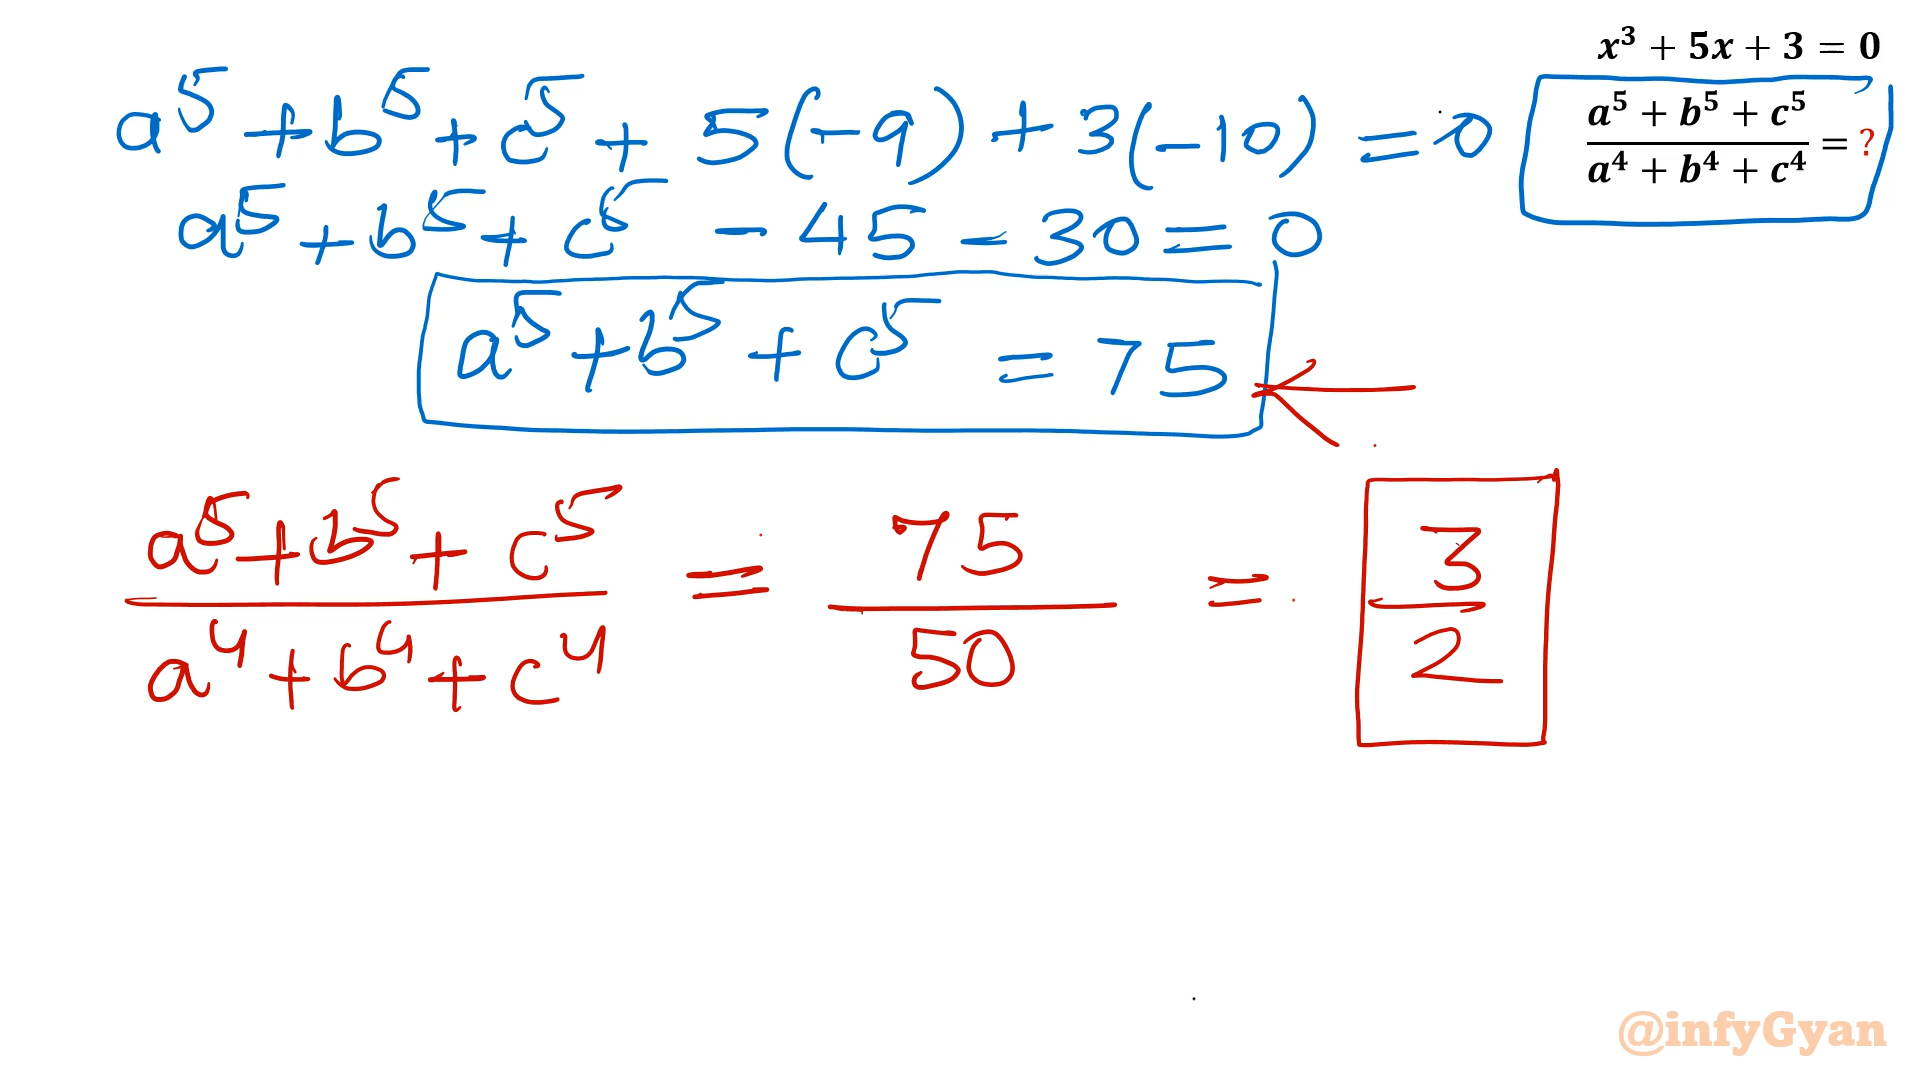 x³ + 5x + 3 = 0
a⁵ + b⁵ + c⁵ + 5(-9) + 3(-10) = 0
a⁵ + b⁵ + c⁵
a⁴ + b⁴ + c⁴
= ?
a⁵ + b⁵ + c⁵ - 45 - 30 = 0
a⁵ + b⁵ + c⁵ = 75
a⁵ + b⁵ + c⁵ = 75 = 3
a⁴ + b⁴ + c⁴ 50 2
@infyGyan